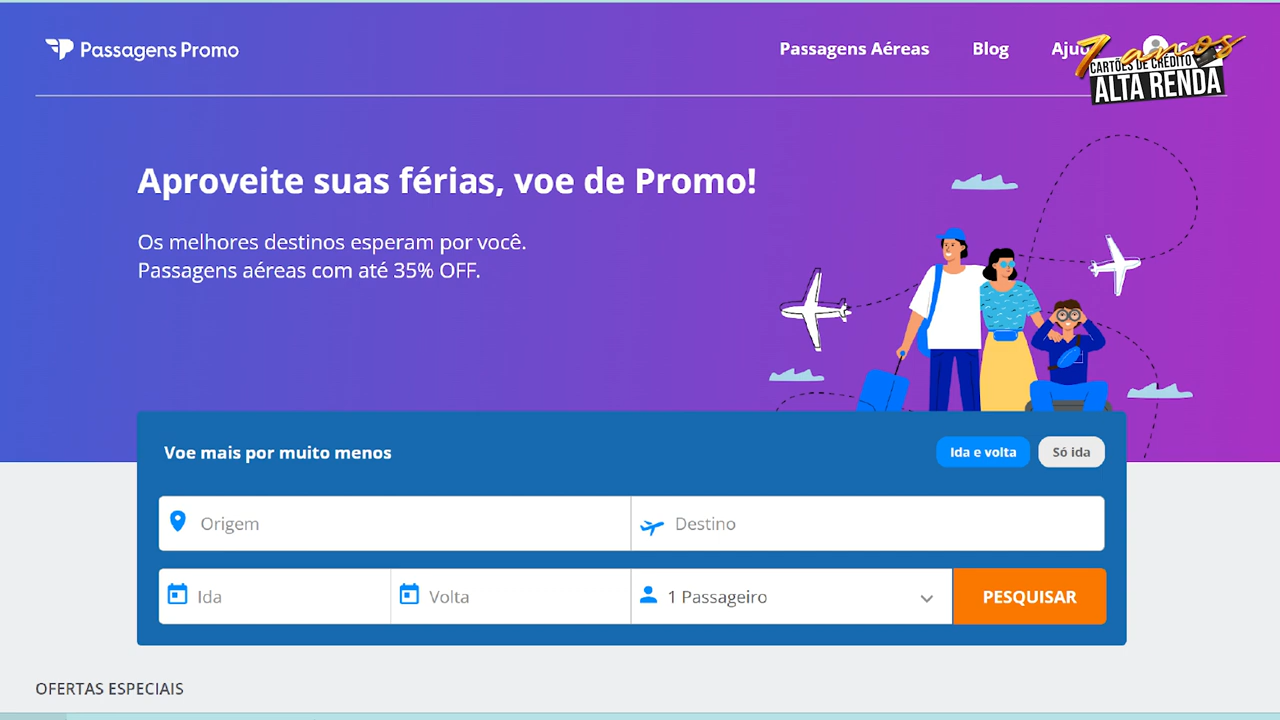 Passagens Promo
Passagens Aéreas
Blog
7 anos
CARTÕES DE CRÉDITO
ALTA RENDA
Aproveite suas férias, voe de Promo!
Os melhores destinos esperam por você.
Passagens aéreas com até 35% OFF.
Voe mais por muito menos
Ida e volta
Só ida
Origem
Destino
Ida
Volta
1 Passageiro
PESQUISAR
OFERTAS ESPECIAIS